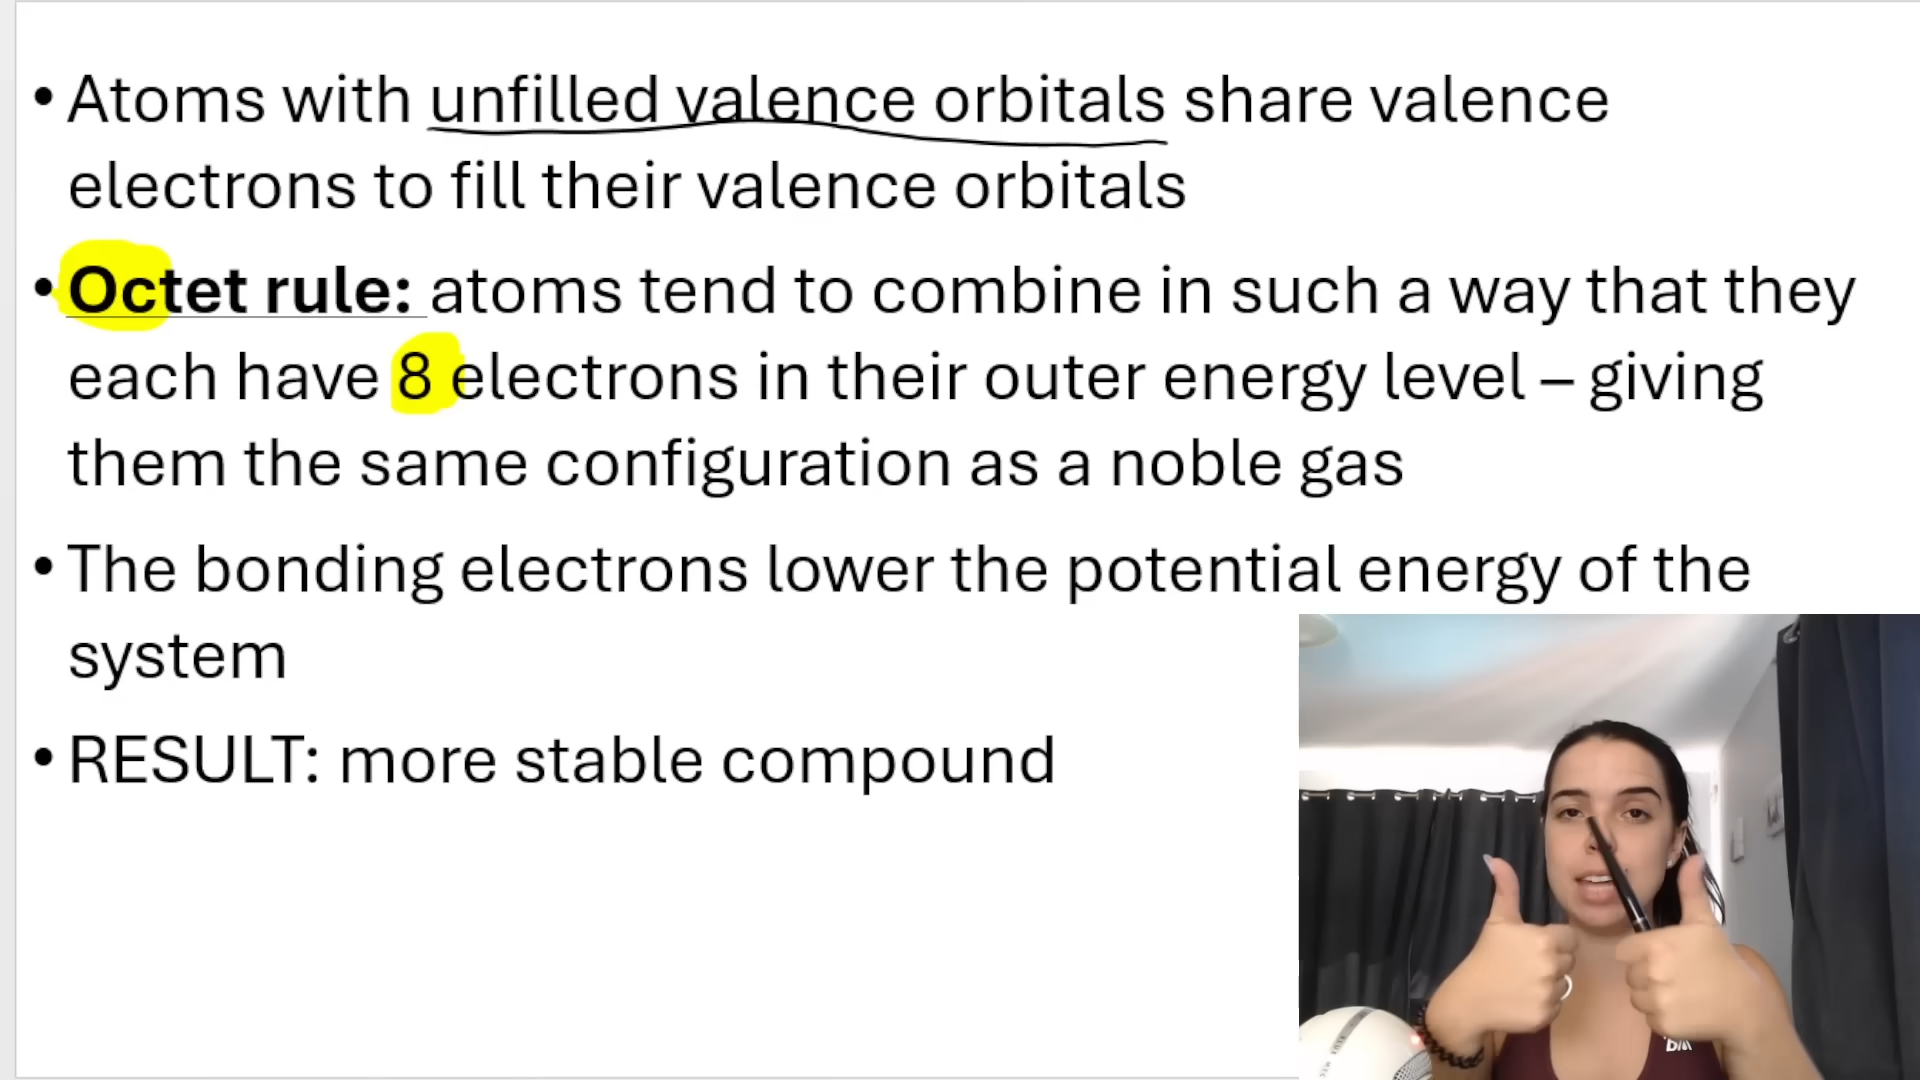 • Atoms with unfilled valence orbitals share valence
electrons to fill their valence orbitals
• Octet rule: atoms tend to combine in such a way that they
each have 8 electrons in their outer energy level – giving
them the same configuration as a noble gas
• The bonding electrons lower the potential energy of the
system
• RESULT: more stable compound